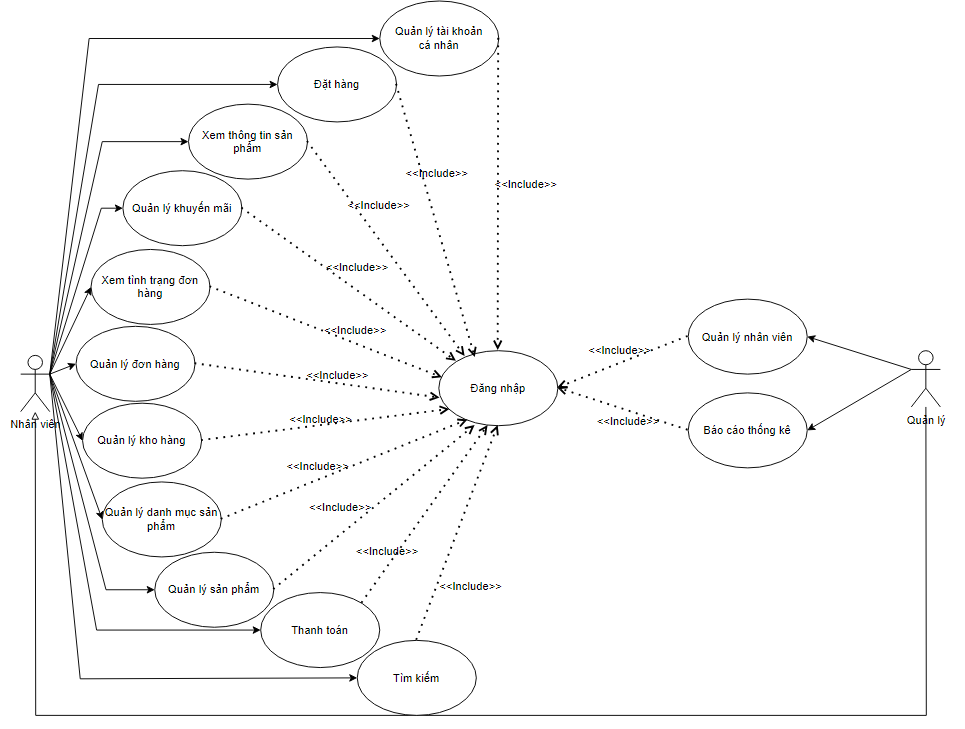 Quản lý tài khoản
cá nhân
Đặt hàng
Xem thông tin sản
phẩm
<<Include>>
<<Include>>
<<Include>>
Quản lý khuyến mãi
<<Include>>
Xem tình trạng đơn
hàng
<<Include>>
Quản lý đơn hàng
<<Include>>
Đăng nhập
<<Include>>
Quản lý nhân viên
Nhân viên
Quản lý kho hàng
<<Include>>
<<Include>>
Báo cáo thống kê
Quản lý
<<Include>>
Quản lý danh mục sản
phẩm
<<Include>>
<<Include>>
Quản lý sản phẩm
<<Include>>
Thanh toán
Tìm kiếm